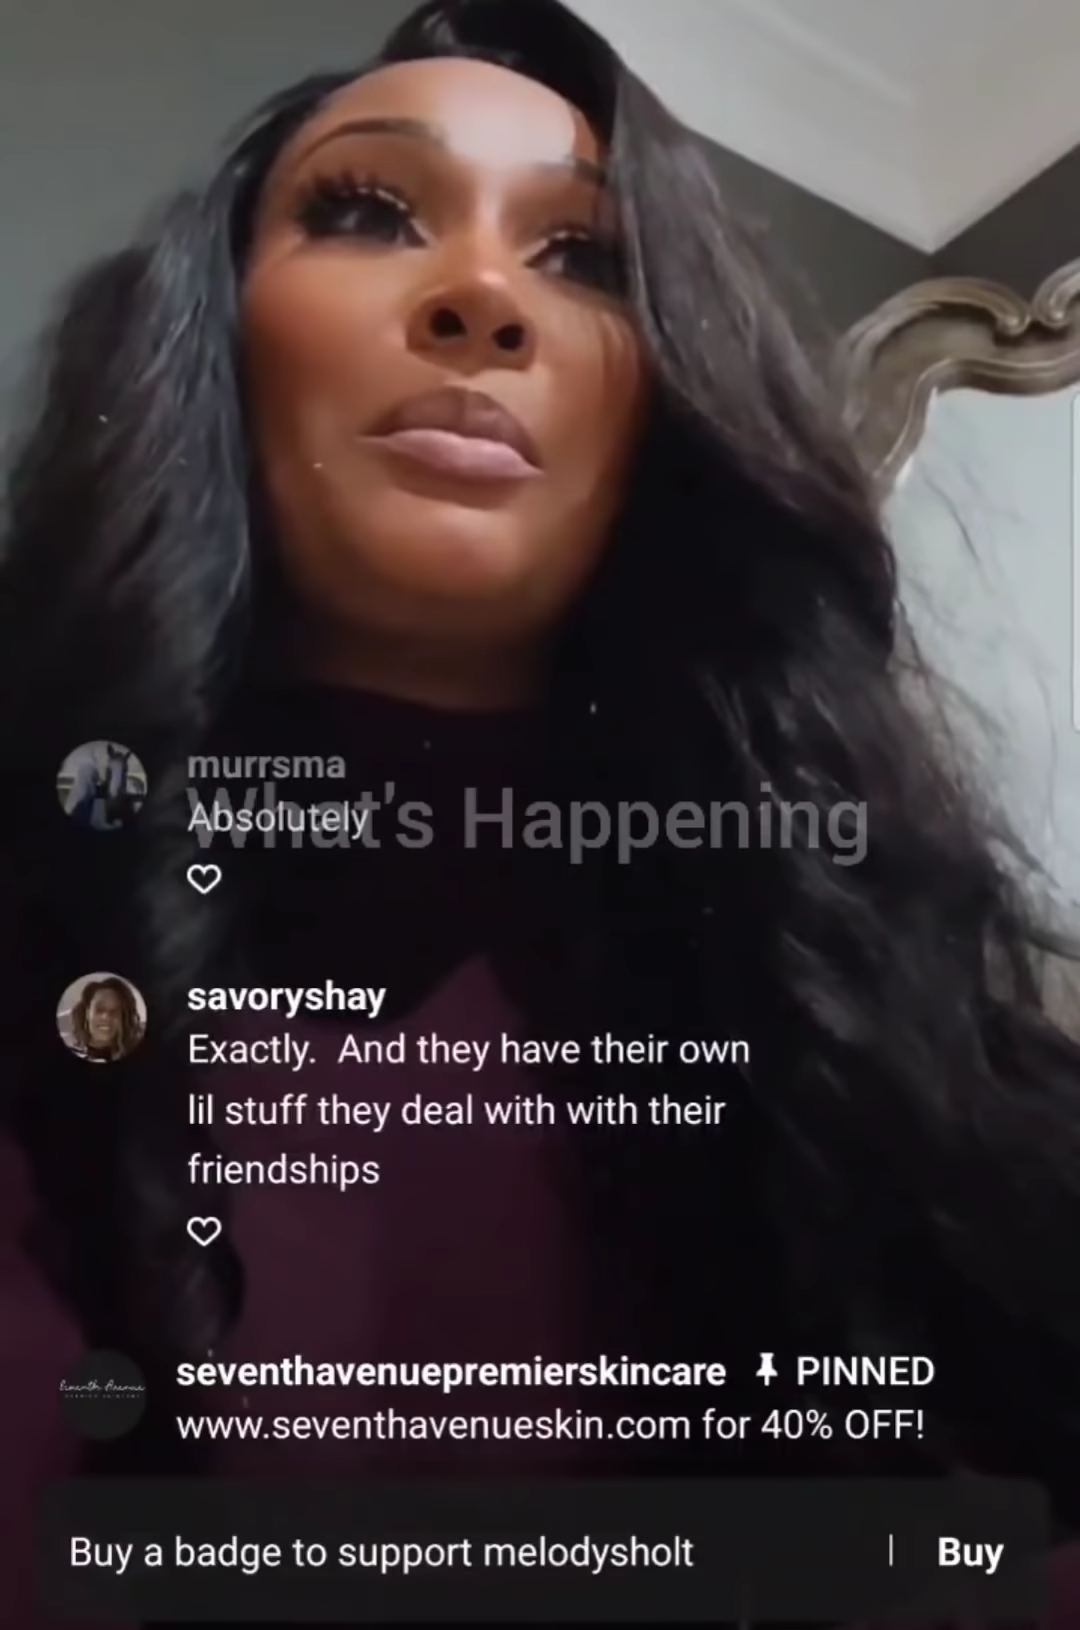 murrsma
What's Happening
Absolutely
savoryshay
Exactly. And they have their own
lil stuff they deal with with their
friendships
seventhavenuepremierskincare PINNED
www.seventhavenueskin.com for 40% OFF!
Buy a badge to support melodysholt | Buy